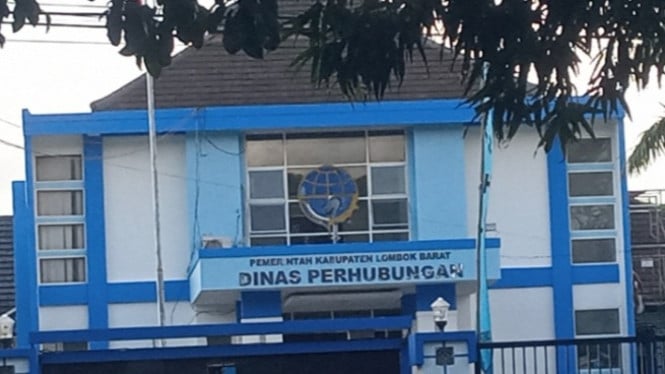 PEMERINTAH KABUPATEN LOMBOK BARAT
DINAS PERHUBUNGAN